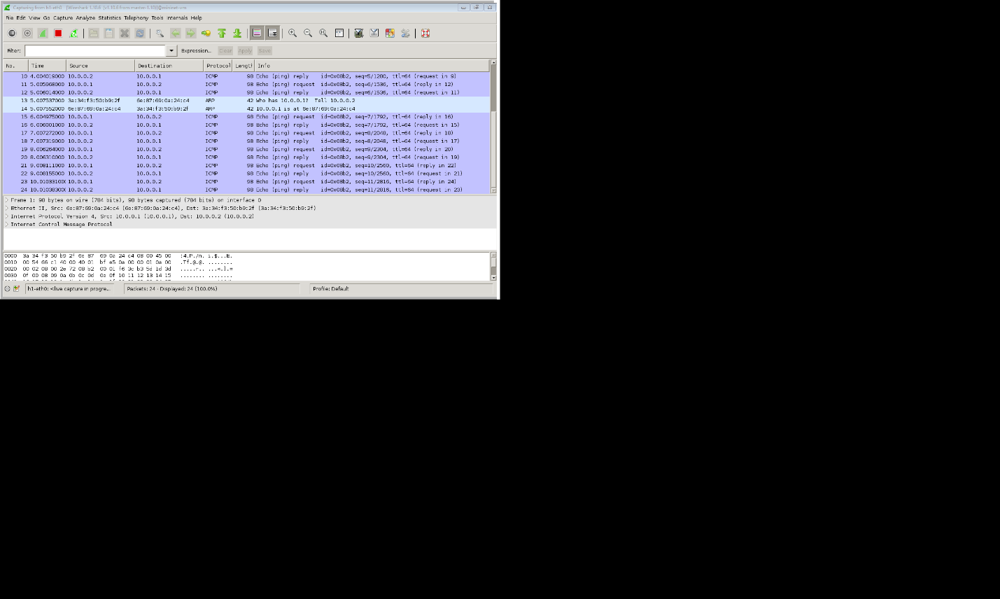 Capturing from h1-eth0 [Wireshark 1.10.6 (v1.10.6 from master-1.10)]@mininet-vm
File Edit View Go Capture Analyze Statistics Telephony Tools Internals Help
Filter: Expression... Clear Apply Save
No. Time Source Destination Protocol Length Info
10 4.004019000 10.0.0.2 10.0.0.1 ICMP 98 Echo (ping) reply id=0x08b2, seq=5/1280, ttl=64 (request in 9)
11 5.005968000 10.0.0.1 10.0.0.2 ICMP 98 Echo (ping) request id=0x08b2, seq=6/1536, ttl=64 (reply in 12)
12 5.006014000 10.0.0.2 10.0.0.1 ICMP 98 Echo (ping) reply id=0x08b2, seq=6/1536, ttl=64 (request in 11)
13 5.007537000 3a:34:f3:50:b9:2f 6e:87:69:0a:24:c4 ARP 42 Who has 10.0.0.1? Tell 10.0.0.2
14 5.007552000 6e:87:69:0a:24:c4 3a:34:f3:50:b9:2f ARP 42 10.0.0.1 is at 6e:87:69:0a:24:c4
15 6.004975000 10.0.0.1 10.0.0.2 ICMP 98 Echo (ping) request id=0x08b2, seq=7/1792, ttl=64 (reply in 16)
16 6.006001000 10.0.0.2 10.0.0.1 ICMP 98 Echo (ping) reply id=0x08b2, seq=7/1792, ttl=64 (request in 15)
17 7.007272000 10.0.0.1 10.0.0.2 ICMP 98 Echo (ping) request id=0x08b2, seq=8/2048, ttl=64 (reply in 18)
18 7.007319000 10.0.0.2 10.0.0.1 ICMP 98 Echo (ping) reply id=0x08b2, seq=8/2048, ttl=64 (request in 17)
19 8.006264000 10.0.0.1 10.0.0.2 ICMP 98 Echo (ping) request id=0x08b2, seq=9/2304, ttl=64 (reply in 20)
20 8.006310000 10.0.0.2 10.0.0.1 ICMP 98 Echo (ping) reply id=0x08b2, seq=9/2304, ttl=64 (request in 19)
21 9.008111000 10.0.0.1 10.0.0.2 ICMP 98 Echo (ping) request id=0x08b2, seq=10/2560, ttl=64 (reply in 22)
22 9.008155000 10.0.0.2 10.0.0.1 ICMP 98 Echo (ping) reply id=0x08b2, seq=10/2560, ttl=64 (request in 21)
23 10.01033100 10.0.0.1 10.0.0.2 ICMP 98 Echo (ping) request id=0x08b2, seq=11/2816, ttl=64 (reply in 24)
24 10.01038300 10.0.0.2 10.0.0.1 ICMP 98 Echo (ping) reply id=0x08b2, seq=11/2816, ttl=64 (request in 23)
Frame 1: 98 bytes on wire (784 bits), 98 bytes captured (784 bits) on interface 0
Ethernet II, Src: 6e:87:69:0a:24:c4 (6e:87:69:0a:24:c4), Dst: 3a:34:f3:50:b9:2f (3a:34:f3:50:b9:2f)
Internet Protocol Version 4, Src: 10.0.0.1 (10.0.0.1), Dst: 10.0.0.2 (10.0.0.2)
Internet Control Message Protocol
0000 3a 34 f3 50 b9 2f 6e 87 69 0a 24 c4 08 00 45 00 :4.P./n. i.$...E.
0010 00 54 66 c1 40 00 40 01 bf e5 0a 00 00 01 0a 00 .Tf.@.@. ........
0020 00 02 08 00 2e 72 08 b2 00 01 f6 3c b3 5d 1d 3d .....r.. ...<.].=
0030 0f 00 08 09 0a 0b 0c 0d 0e 0f 10 11 12 13 14 15 ........ ........
h1-eth0: <live capture in progre... Packets: 24 · Displayed: 24 (100.0%) Profile: Default